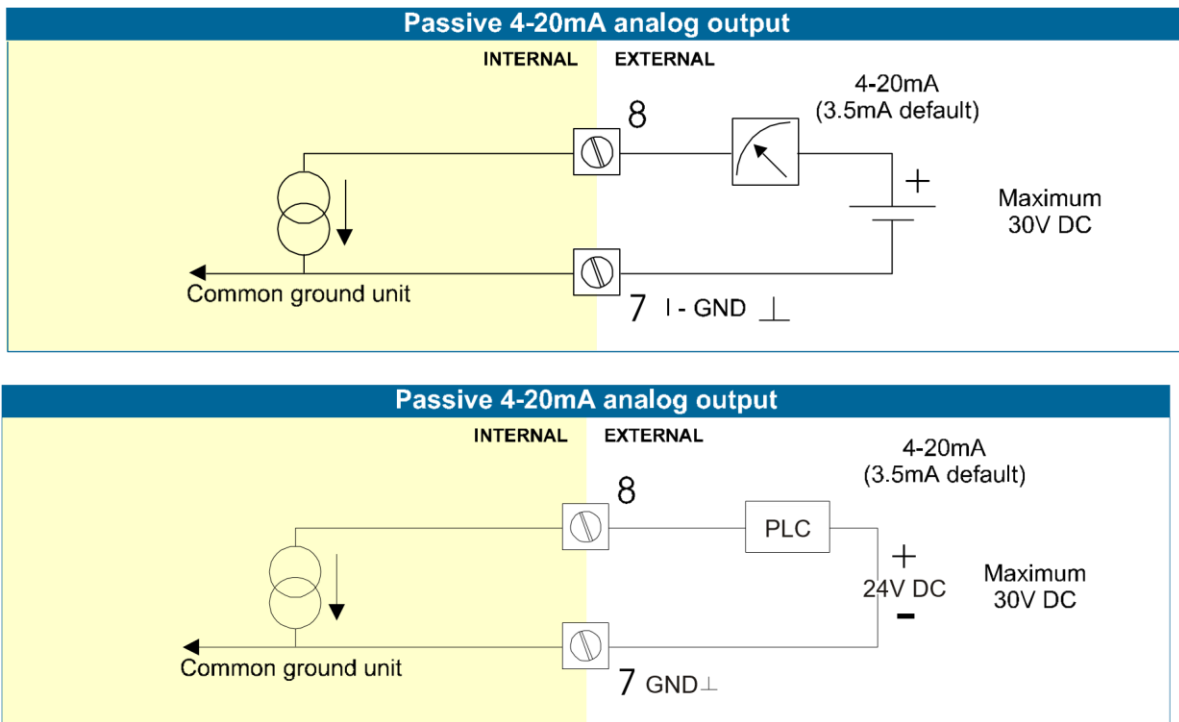 Passive 4-20mA analog output
INTERNAL EXTERNAL
8
4-20mA
(3.5mA default)
+
Maximum
30V DC
Common ground unit
7 I - GND ⊥
Passive 4-20mA analog output
INTERNAL EXTERNAL
8
4-20mA
(3.5mA default)
PLC
+
24V DC
-
Maximum
30V DC
Common ground unit
7 GND⊥